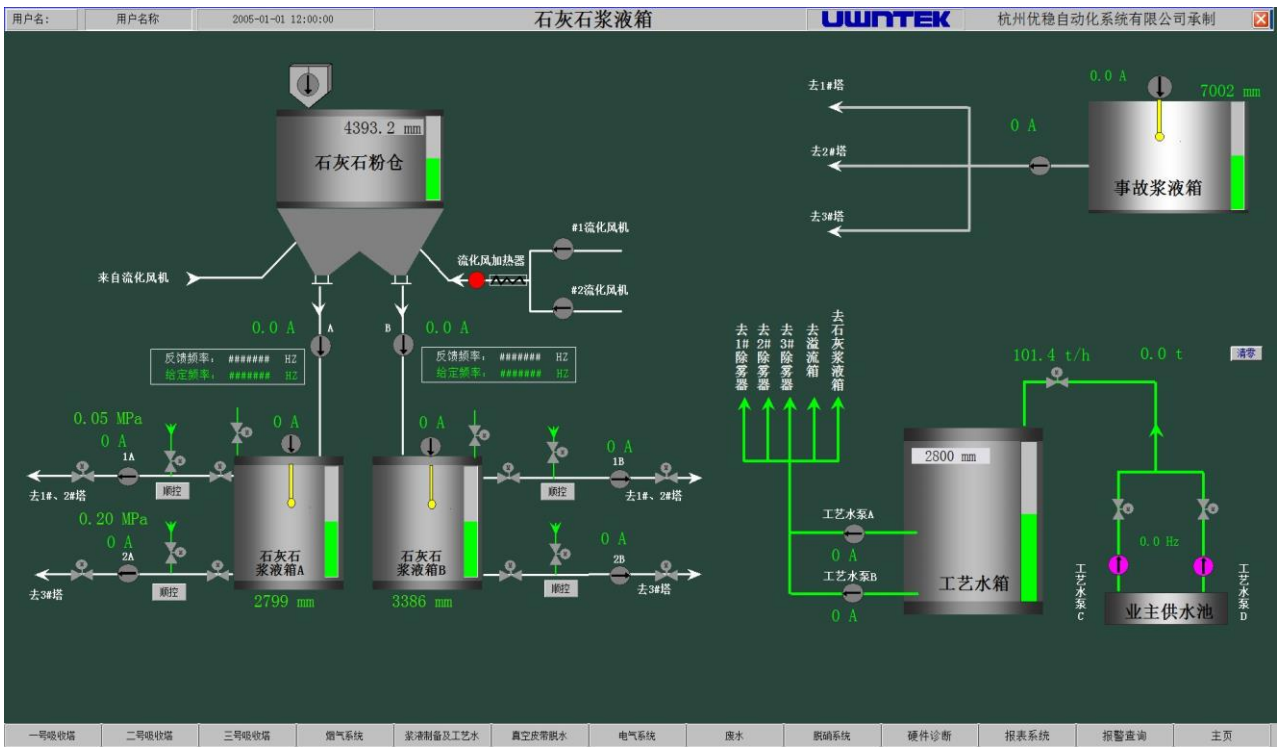 用户名: 用户名称 2005-01-01 12:00:00 石灰石浆液箱 UWNTEK 杭州优稳自动化系统有限公司承制
4393.2 mm
石灰石粉仓
来自流化风机
流化风加热器
#1流化风机
#2流化风机
0.0 A
A
B
0.0 A
反馈频率: ####### HZ
给定频率: ####### HZ
反馈频率: ####### HZ
给定频率: ####### HZ
0.05 MPa
0 A
1A
去1#、2#塔
顺控
0.20 MPa
0 A
2A
去3#塔
顺控
0 A
石灰石
浆液箱A
2799 mm
0 A
石灰石
浆液箱B
3386 mm
顺控
0 A
1B
去1#、2#塔
顺控
0 A
2B
去3#塔
去1#塔
去2#塔
去3#塔
0 A
0.0 A
7002 mm
事故浆液箱
去1#除雾器
去2#除雾器
去3#除雾器
去溢流箱
去石灰浆液箱
工艺水泵A
0 A
工艺水泵B
0 A
2800 mm
工艺水箱
101.4 t/h
0.0 t
清零
0.0 Hz
工艺水泵C
业主供水池
工艺水泵D
一号吸收塔 二号吸收塔 三号吸收塔 烟气系统 浆液制备及工艺水 真空皮带脱水 电气系统 废水 脱硝系统 硬件诊断 报表系统 报警查询 主页